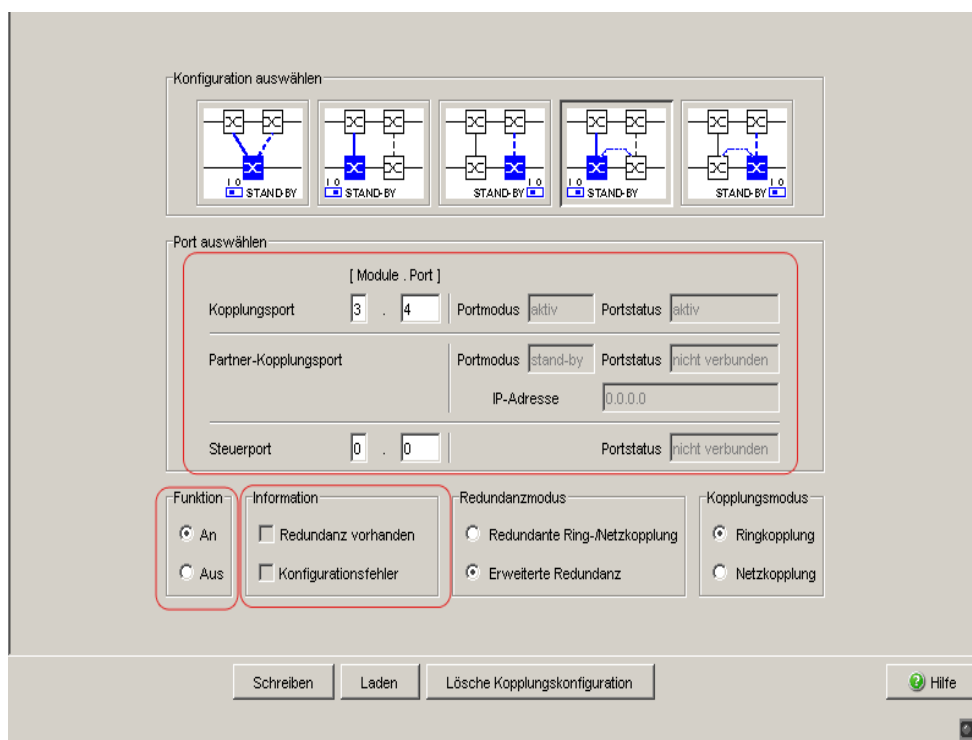 Konfiguration auswählen
I 0 STAND-BY
I 0 STAND-BY
STAND-BY I 0
I 0 STAND-BY
STAND-BY I 0
Port auswählen
[ Module . Port ]
Kopplungsport 3 . 4 Portmodus aktiv Portstatus aktiv
Partner-Kopplungsport Portmodus stand-by Portstatus nicht verbunden
IP-Adresse 0.0.0.0
Steuerport 0 . 0 Portstatus nicht verbunden
Funktion Information Redundanzmodus Kopplungsmodus
An Redundanz vorhanden Redundante Ring-/Netzkopplung Ringkopplung
Aus Konfigurationsfehler Erweiterte Redundanz Netzkopplung
Schreiben Laden Lösche Kopplungskonfiguration Hilfe